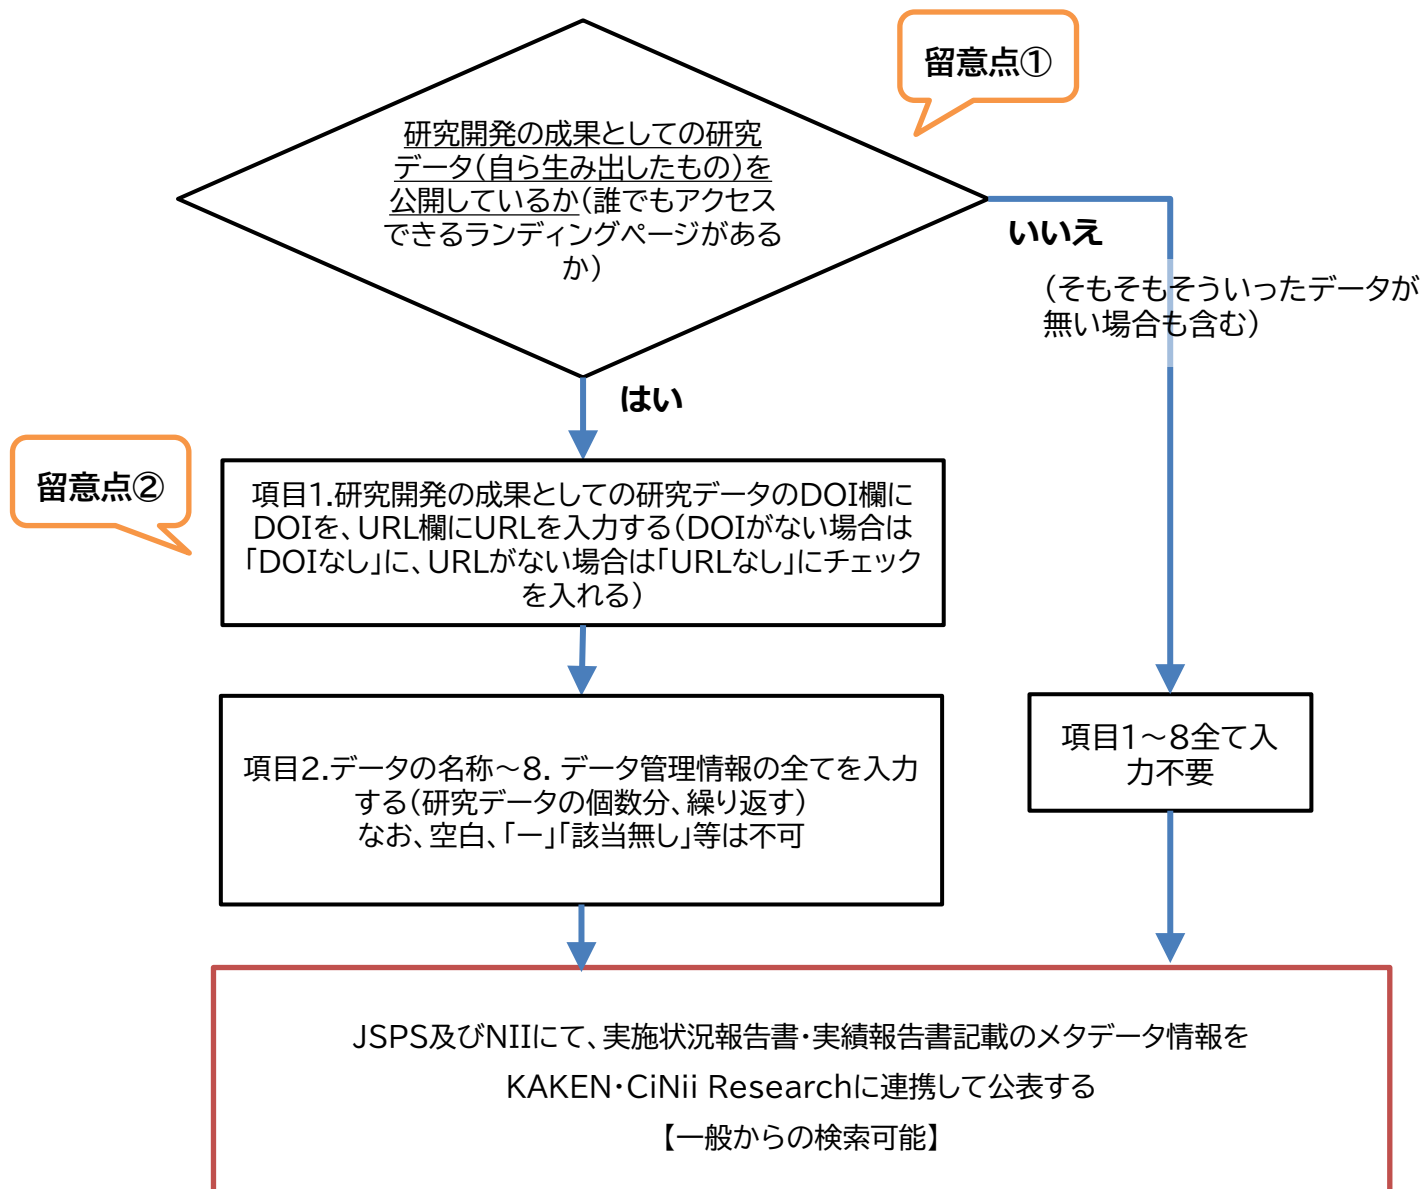 留意点①
研究開発の成果としての研究
データ(自ら生み出したもの)を
公開しているか(誰でもアクセス
できるランディングページがある
か)
いいえ
(そもそもそういったデータが
無い場合も含む)
はい
留意点②
項目1.研究開発の成果としての研究データのDOI欄に
DOIを、URL欄にURLを入力する(DOIがない場合は
「DOIなし」に、URLがない場合は「URLなし」にチェック
を入れる)
項目2.データの名称~8. データ管理情報の全てを入力
する(研究データの個数分、繰り返す)
なお、空白、「ー」「該当無し」等は不可
項目1~8全て入
力不要
JSPS及びNIIにて、実施状況報告書・実績報告書記載のメタデータ情報を
KAKEN・CiNii Researchに連携して公表する
【一般からの検索可能】